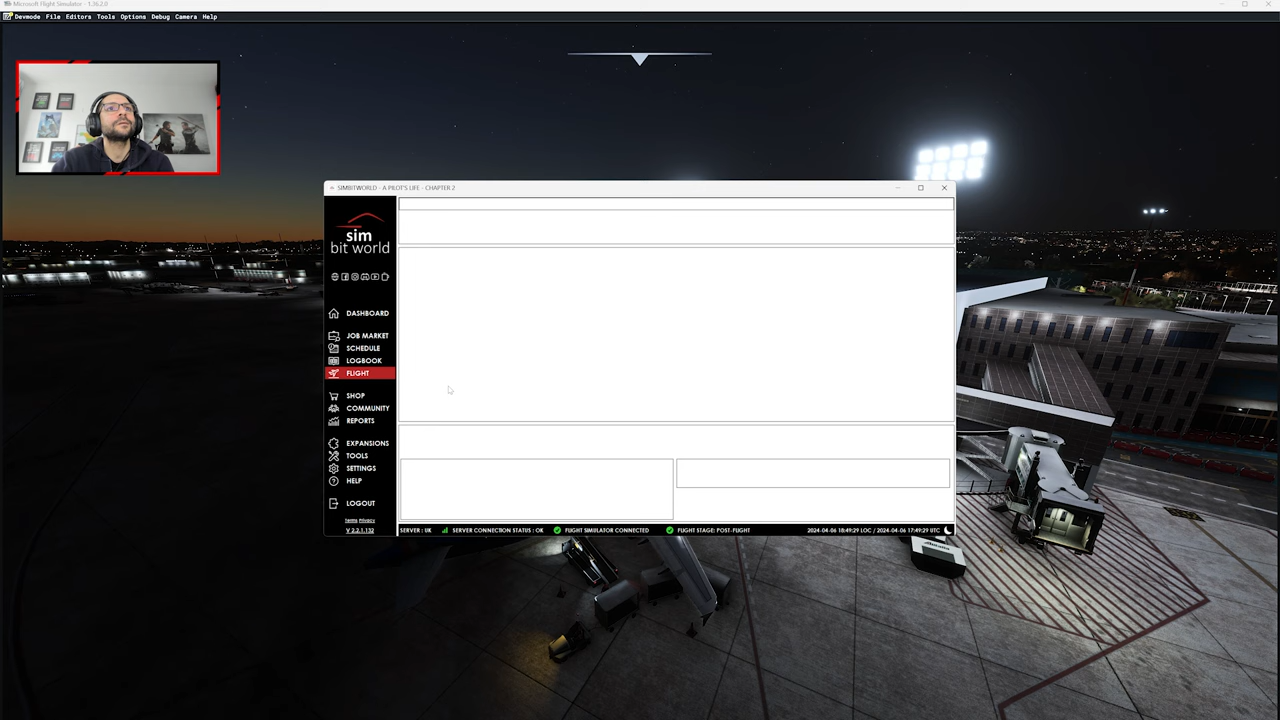 Microsoft Flight Simulator - 1.36.2.0
Devmode File Editors Tools Options Debug Camera Help
SIMBITWORLD - A PILOT'S LIFE - CHAPTER 2
sim
bit world
DASHBOARD
JOB MARKET
SCHEDULE
LOGBOOK
FLIGHT
SHOP
COMMUNITY
REPORTS
EXPANSIONS
TOOLS
SETTINGS
HELP
LOGOUT
Terms Privacy
V 2.2.1.132
SERVER : UK SERVER CONNECTION STATUS : OK FLIGHT SIMULATOR CONNECTED FLIGHT STAGE: POST-FLIGHT 2024-04-06 18:49:29 LOC / 2024-04-06 17:49:29 UTC